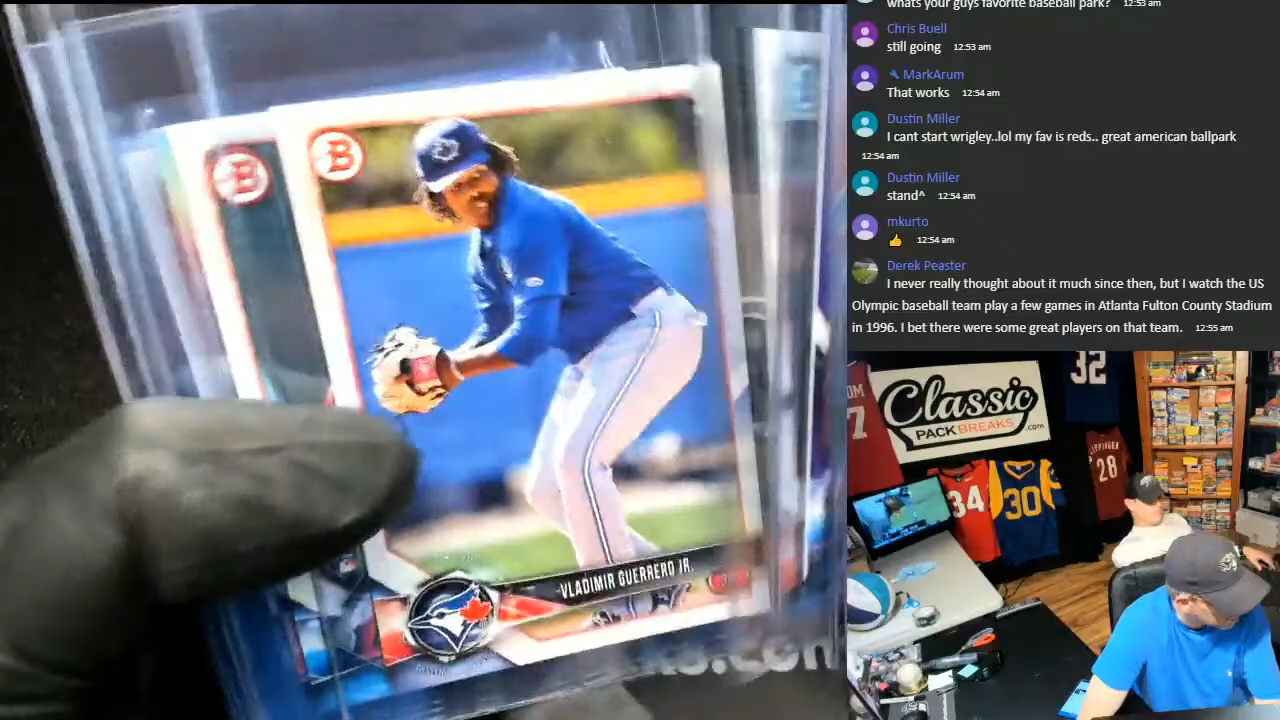 whats your guys favorite baseball park? 12:53 am
Chris Buell
still going 12:53 am
MarkArum
That works 12:54 am
Dustin Miller
I cant start wrigley..lol my fav is reds.. great american ballpark
12:54 am
Dustin Miller
stand^ 12:54 am
mkurto
👍 12:54 am
Derek Peaster
I never really thought about it much since then, but I watch the US
Olympic baseball team play a few games in Atlanta Fulton County Stadium
in 1996. I bet there were some great players on that team. 12:55 am
B
B
VLADIMIR GUERRERO JR.
Classic
PACKBREAKS.com
32
7
34
30
28